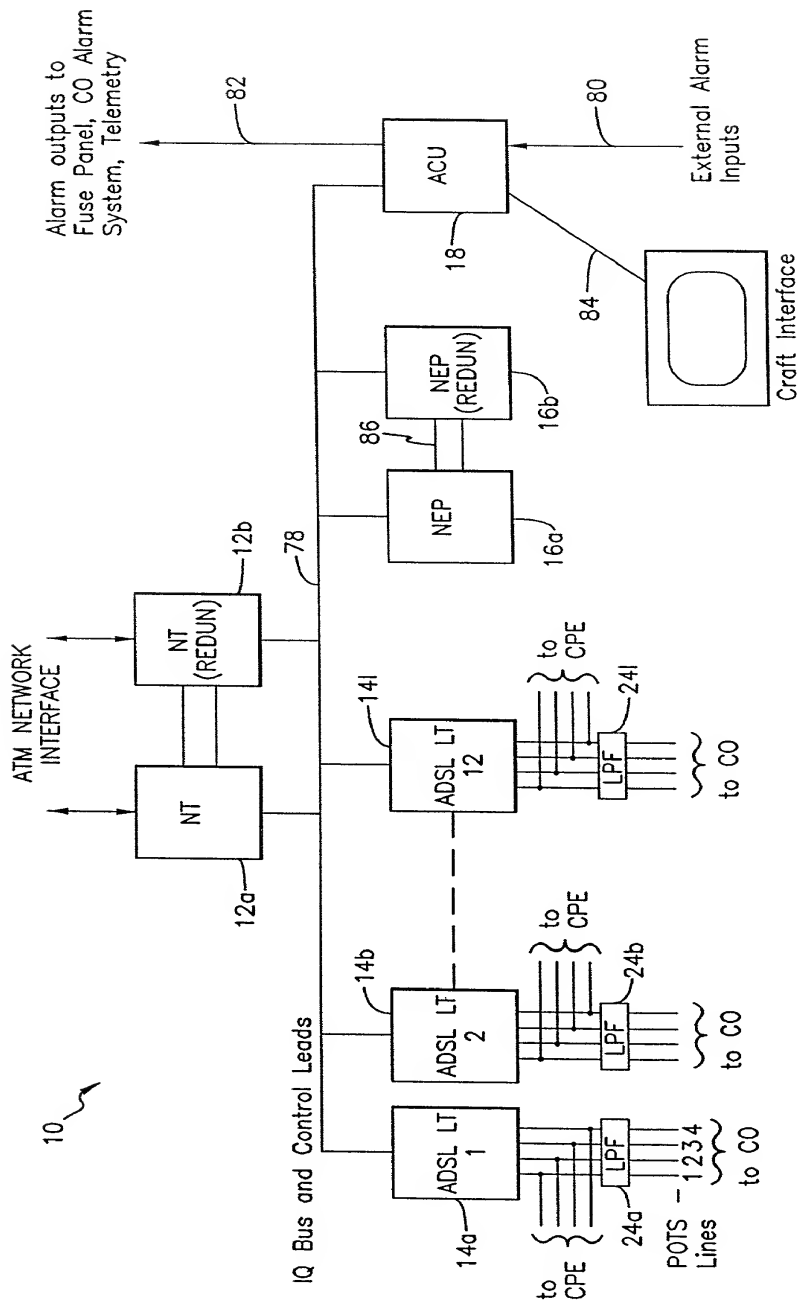 10
ATM NETWORK
INTERFACE
NT
12a
NT
(REDUN)
12b
Alarm outputs to
Fuse Panel, CO Alarm
System, Telemetry
82
IQ Bus and Control Leads
78
ADSL LT
1
14a
ADSL LT
2
14b
ADSL LT
12
14l
NEP
16a
86
NEP
(REDUN)
16b
ACU
18
80
External Alarm
Inputs
84
Craft Interface
to
CPE
LPF
24a
POTS -
Lines
1 2 3 4
to CO
to
CPE
LPF
24b
to CO
to
CPE
LPF
24l
to CO